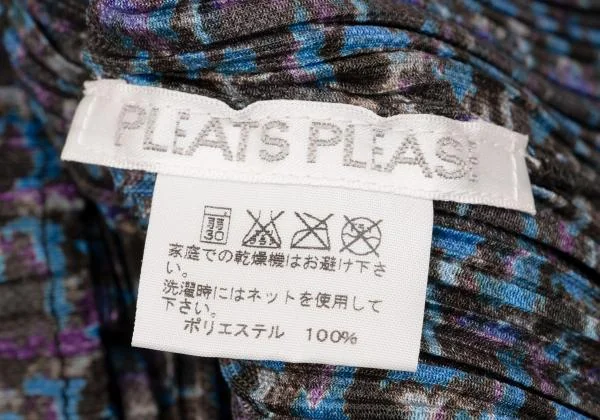 PLEATS PLEASE
家庭での乾燥機はお避け下さ
い。
洗濯時にはネットを使用して
下さい。
ポリエステル 100%